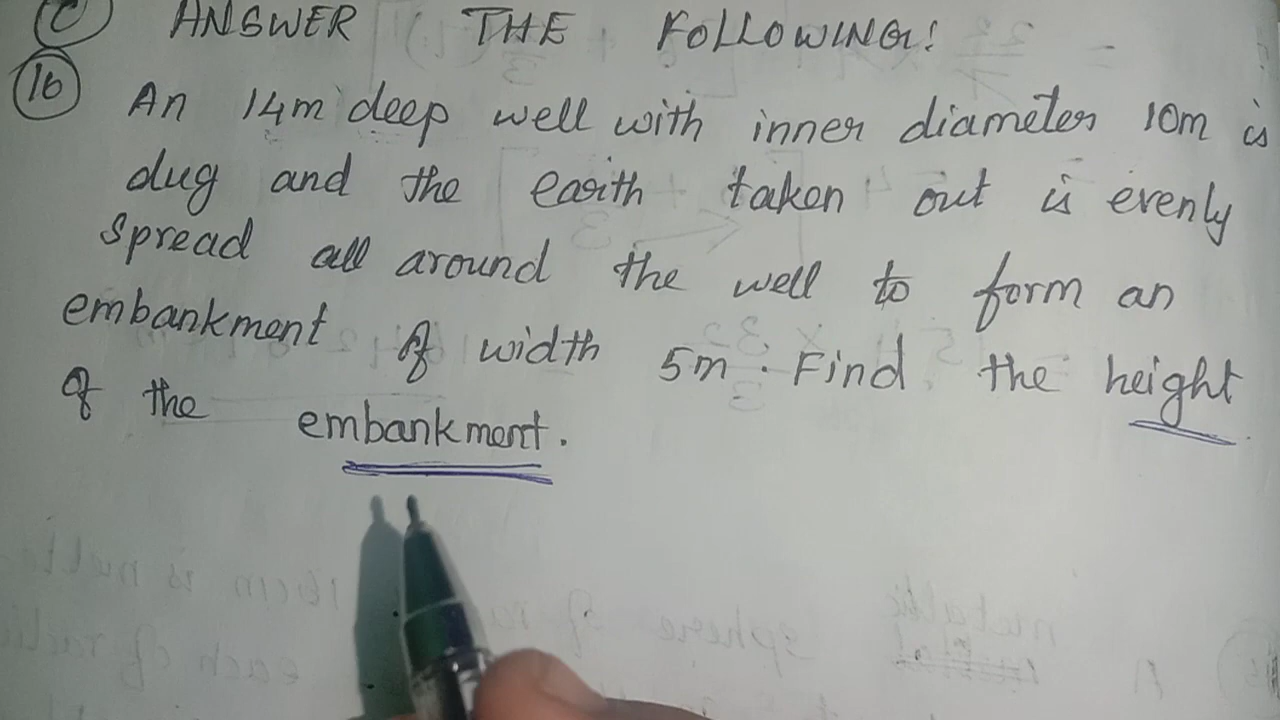 C ANSWER THE FOLLOWING:
16 An 14m deep well with inner diameter 10m is
dug and the earth taken out is evenly
spread all around the well to form an
embankment of width 5m. Find the height
of the embankment.